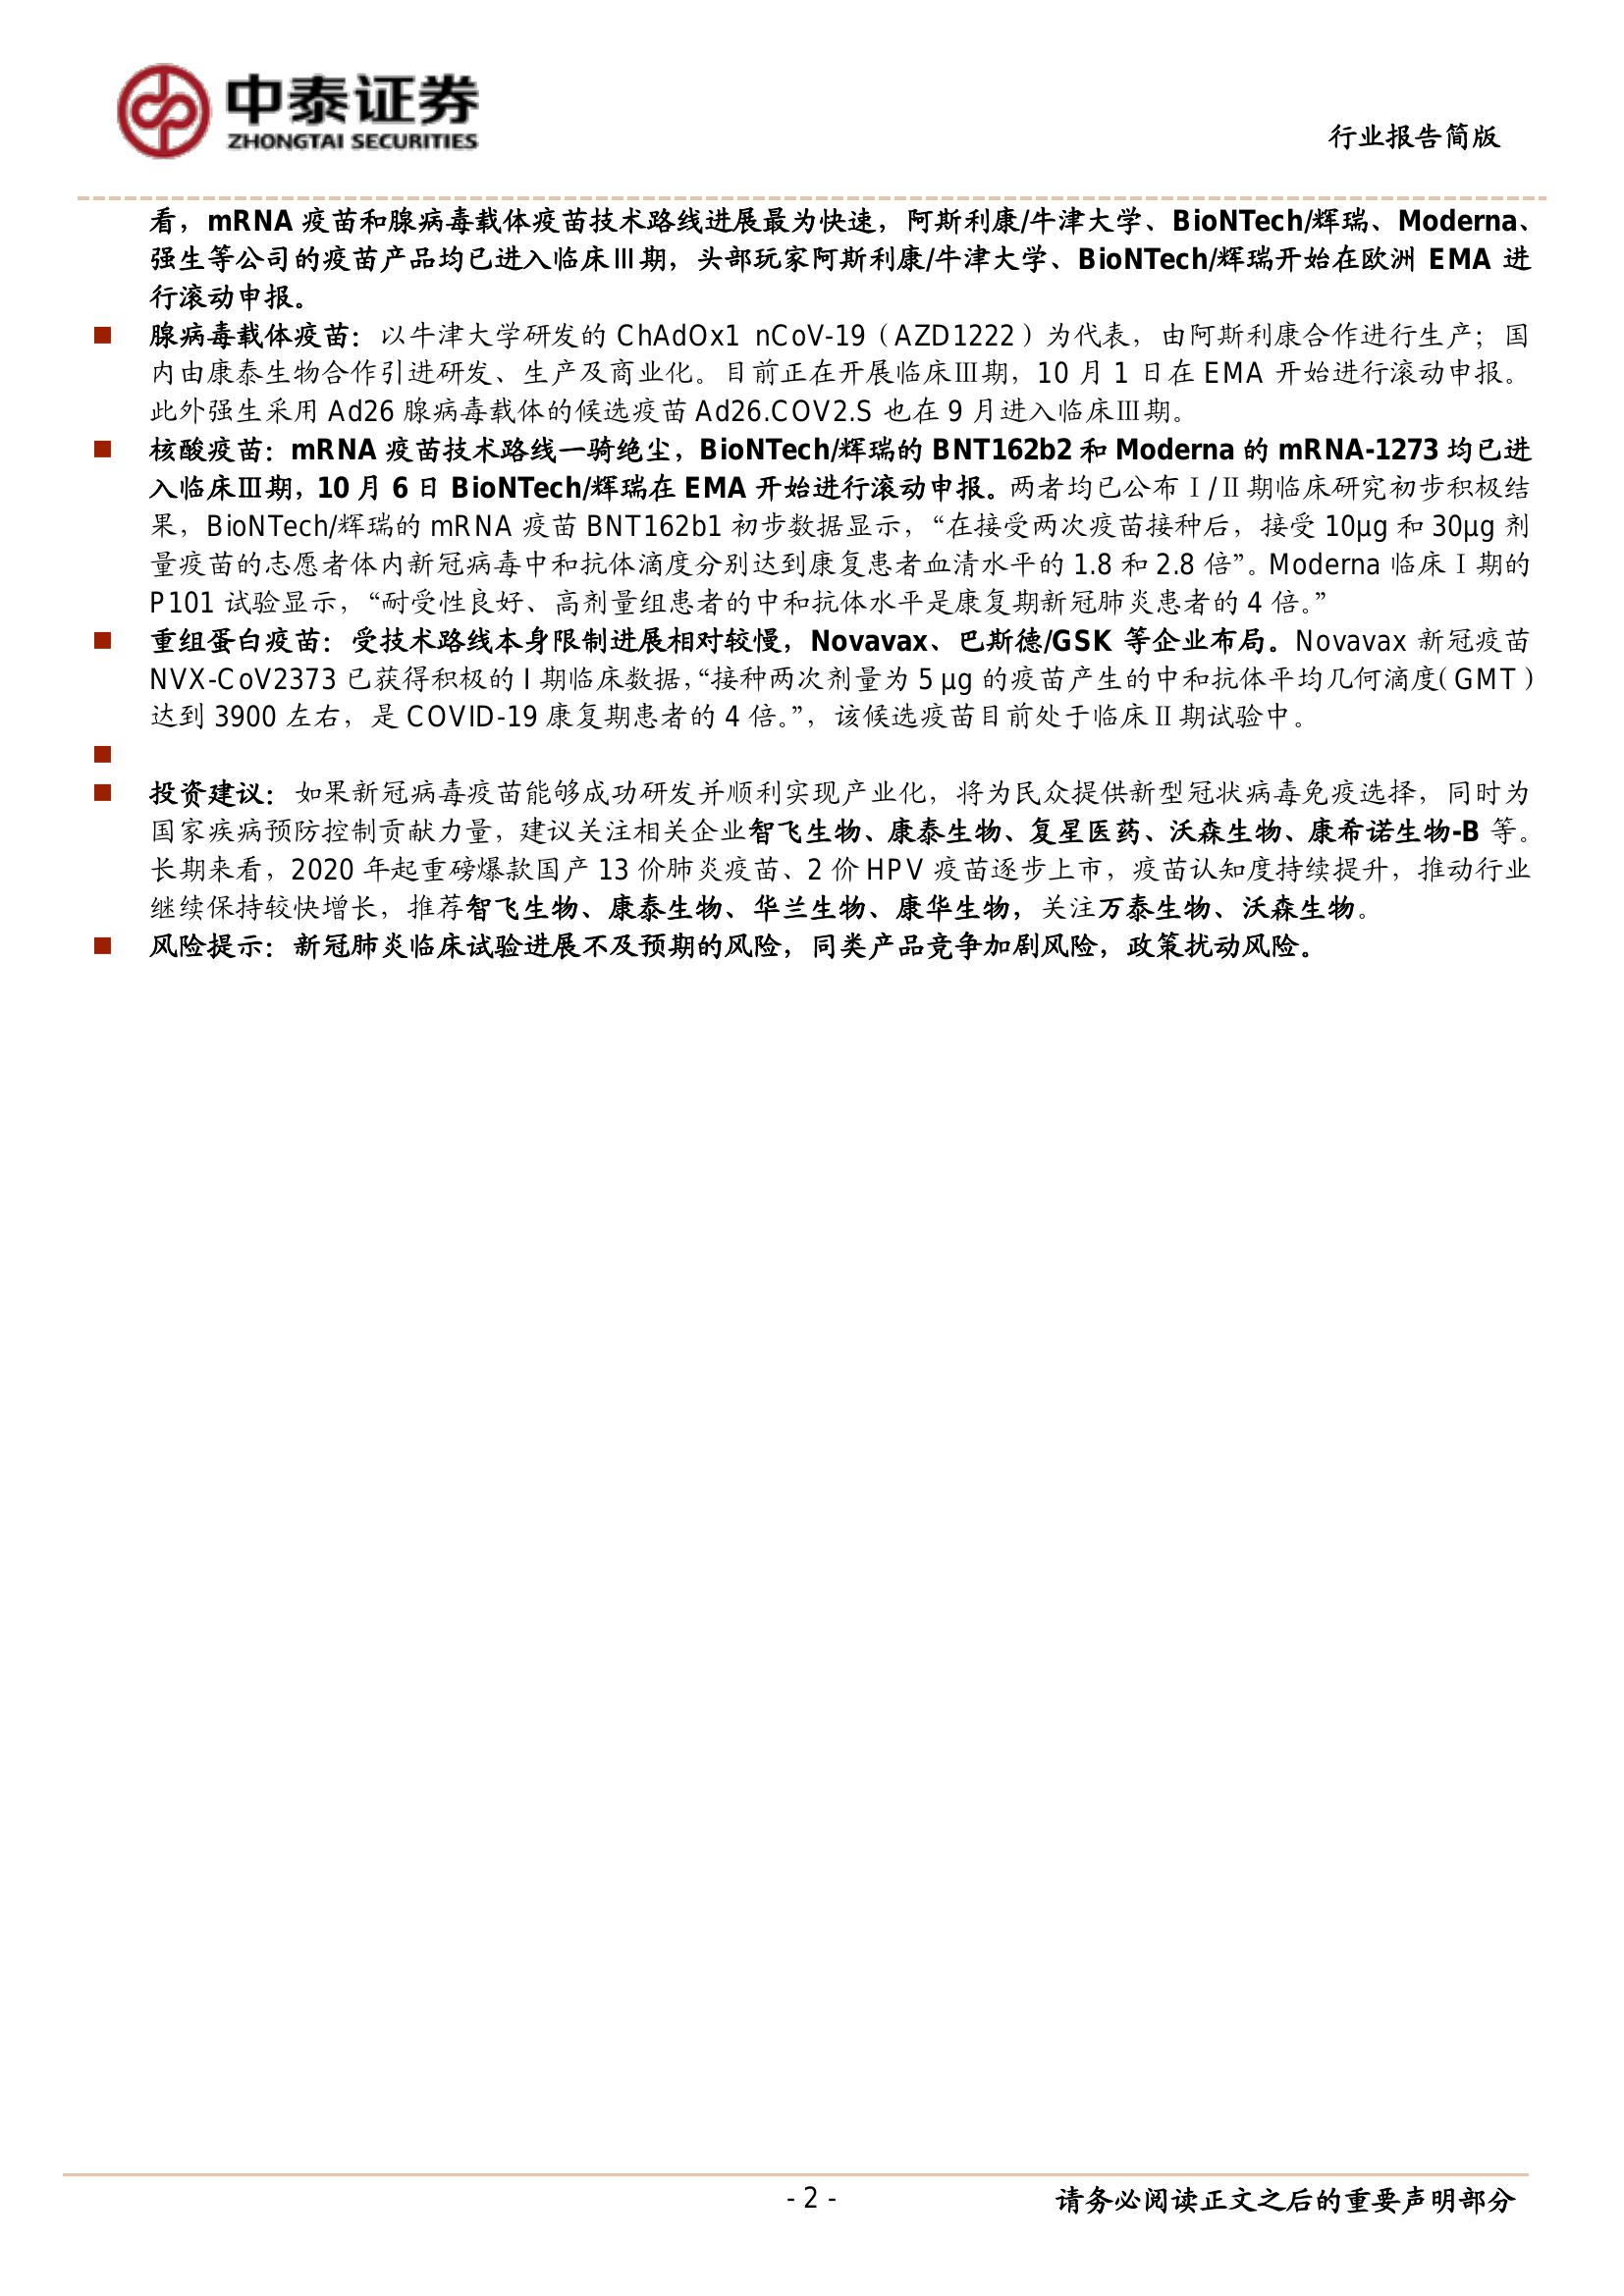 中泰证券
ZHONGTAI SECURITIES
行业报告简版
看，mRNA 疫苗和腺病毒载体疫苗技术路线进展最为快速，阿斯利康/牛津大学、BioNTech/辉瑞、Moderna、
强生等公司的疫苗产品均已进入临床Ⅲ期，头部玩家阿斯利康/牛津大学、BioNTech/辉瑞开始在欧洲 EMA 进
行滚动申报。
■ 腺病毒载体疫苗：以牛津大学研发的 ChAdOx1 nCoV-19（AZD1222）为代表，由阿斯利康合作进行生产；国
内由康泰生物合作引进研发、生产及商业化。目前正在开展临床Ⅲ期，10 月 1 日在 EMA 开始进行滚动申报。
此外强生采用 Ad26 腺病毒载体的候选疫苗 Ad26.COV2.S 也在 9 月进入临床Ⅲ期。
■ 核酸疫苗：mRNA 疫苗技术路线一骑绝尘，BioNTech/辉瑞的 BNT162b2 和 Moderna 的 mRNA-1273 均已进
入临床Ⅲ期，10 月 6 日 BioNTech/辉瑞在 EMA 开始进行滚动申报。两者均已公布Ⅰ/Ⅱ期临床研究初步积极结
果，BioNTech/辉瑞的 mRNA 疫苗 BNT162b1 初步数据显示，“在接受两次疫苗接种后，接受 10μg 和 30μg 剂
量疫苗的志愿者体内新冠病毒中和抗体滴度分别达到康复患者血清水平的 1.8 和 2.8 倍”。Moderna 临床Ⅰ期的
P101 试验显示，“耐受性良好、高剂量组患者的中和抗体水平是康复期新冠肺炎患者的 4 倍。”
■ 重组蛋白疫苗：受技术路线本身限制进展相对较慢，Novavax、巴斯德/GSK 等企业布局。Novavax 新冠疫苗
NVX-CoV2373 已获得积极的 I 期临床数据，“接种两次剂量为 5 μg 的疫苗产生的中和抗体平均几何滴度（GMT）
达到 3900 左右，是 COVID-19 康复期患者的 4 倍。”，该候选疫苗目前处于临床Ⅱ期试验中。
■
■ 投资建议：如果新冠病毒疫苗能够成功研发并顺利实现产业化，将为民众提供新型冠状病毒免疫选择，同时为
国家疾病预防控制贡献力量，建议关注相关企业智飞生物、康泰生物、复星医药、沃森生物、康希诺生物-B 等。
长期来看，2020 年起重磅爆款国产 13 价肺炎疫苗、2 价 HPV 疫苗逐步上市，疫苗认知度持续提升，推动行业
继续保持较快增长，推荐智飞生物、康泰生物、华兰生物、康华生物，关注万泰生物、沃森生物。
■ 风险提示：新冠肺炎临床试验进展不及预期的风险，同类产品竞争加剧风险，政策扰动风险。
- 2 -
请务必阅读正文之后的重要声明部分